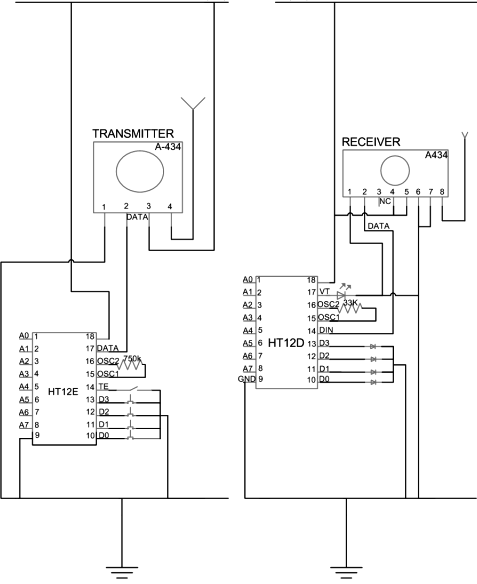 TRANSMITTER
A-434
1 2 3 4
DATA
RECEIVER
A434
1 2 3 4 5 6 7 8
NC
DATA
A0 1 18
A1 2 17 DATA
A2 3 16 OSC2 750k
A3 4 15 OSC1
A4 5 HT12E 14 TE
A5 6 13 D3
A6 7 12 D2
A7 8 11 D1
9 10 D0
A0 1 18
A1 2 17 VT
A2 3 16 OSC2 33K
A3 4 15 OSC1
A4 5 HT12D 14 DIN
A5 6 13 D3
A6 7 12 D2
A7 8 11 D1
GND 9 10 D0